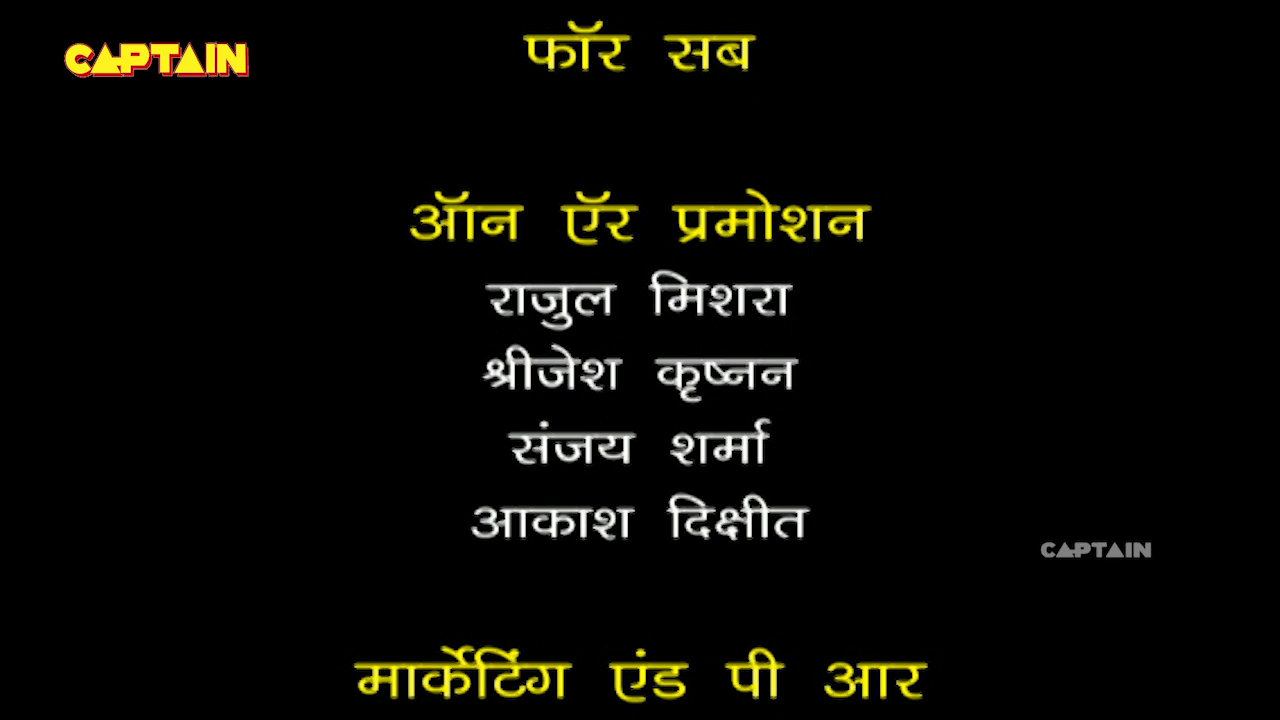 CAPTAIN
फॉर सब
ऑन एॅर प्रमोशन
राजुल मिशरा
श्रीजेश कृष्नन
संजय शर्मा
आकाश दिक्षीत
CAPTAIN
मार्केटिंग एंड पी आर